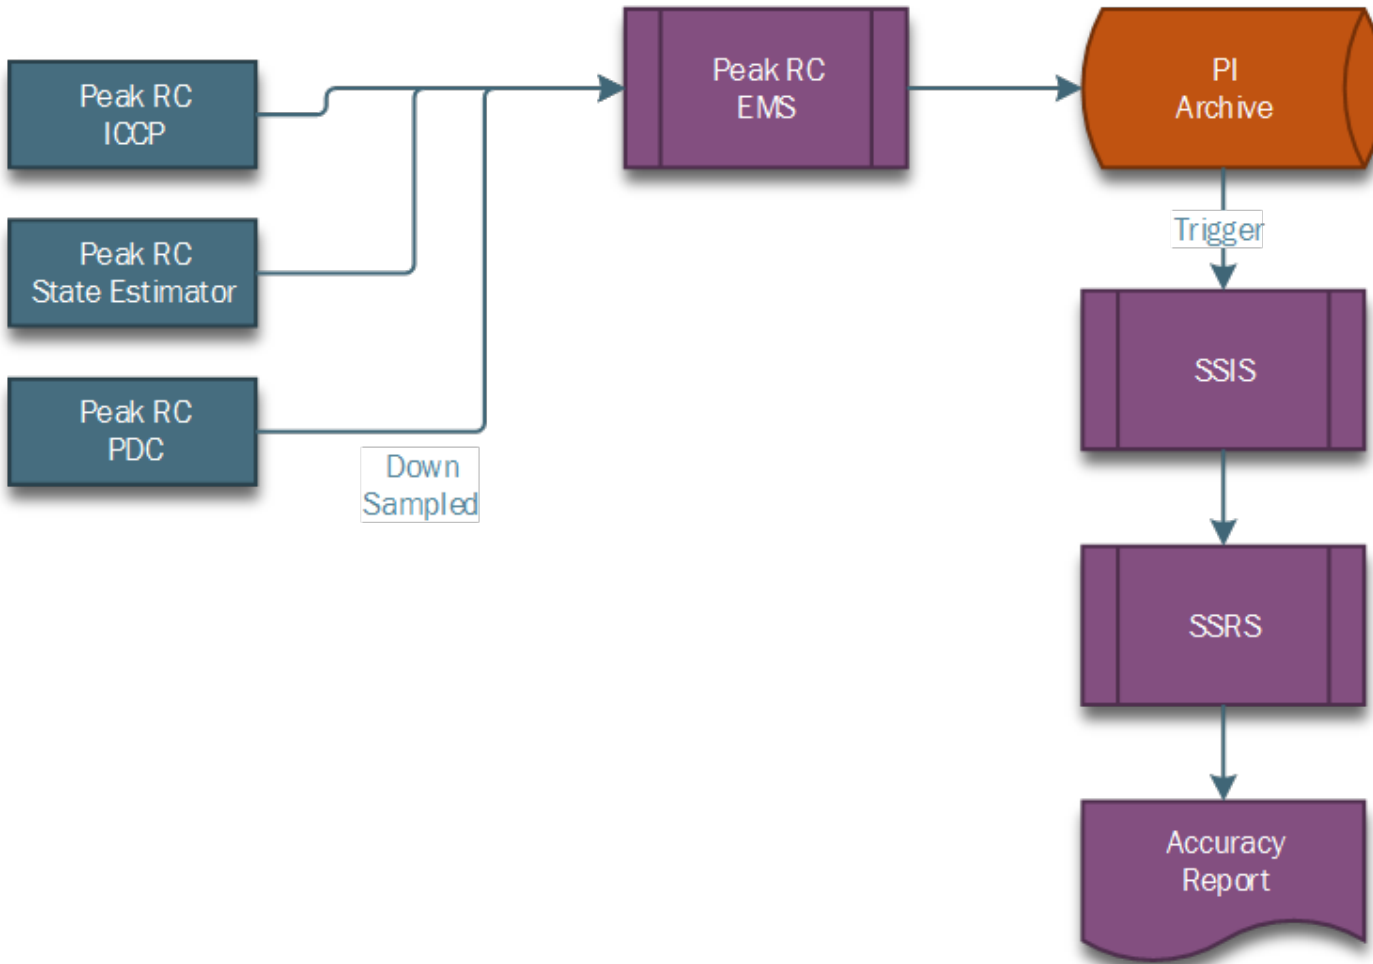 Peak RC
ICCP
Peak RC
EMS
PI
Archive
Trigger
Peak RC
State Estimator
SSIS
Peak RC
PDC
Down
Sampled
SSRS
Accuracy
Report